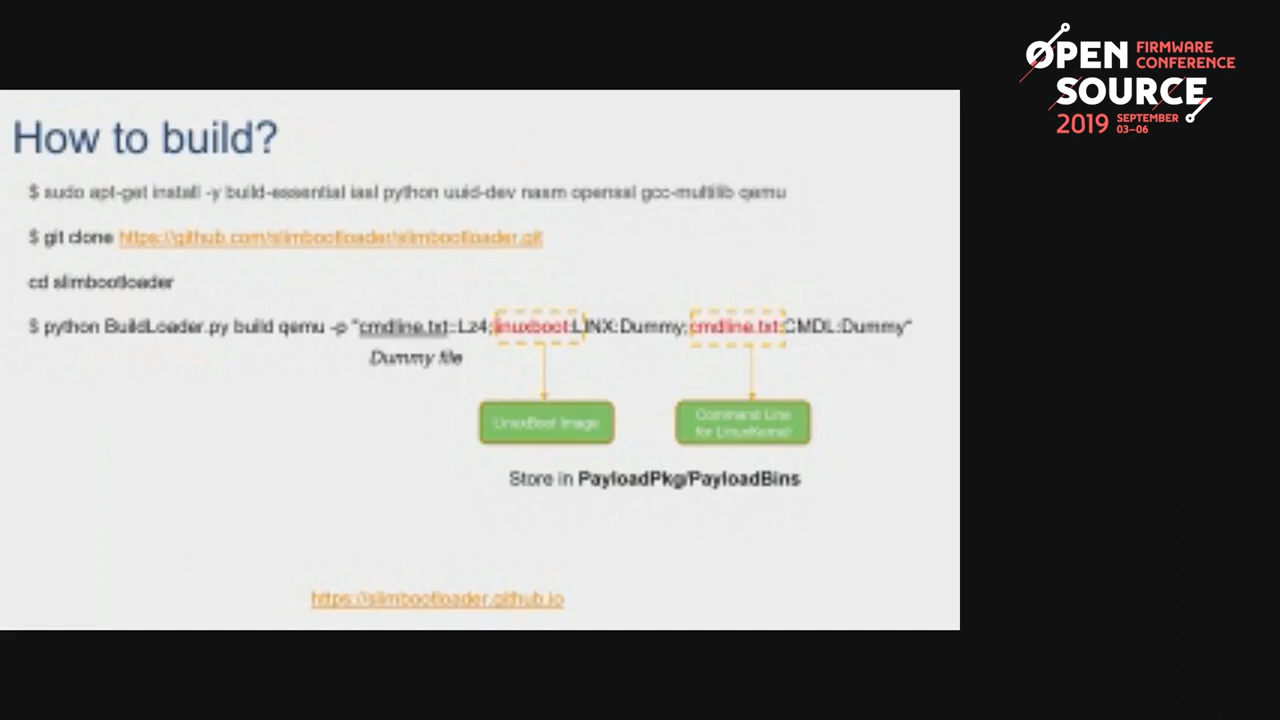 OPEN FIRMWARE CONFERENCE
SOURCE
2019 SEPTEMBER 03–06
How to build?
$ sudo apt-get install -y build-essential iasl python uuid-dev nasm openssl gcc-multilib qemu
$ git clone https://github.com/slimbootloader/slimbootloader.git
cd slimbootloader
$ python BuildLoader.py build qemu -p "cmdline.txt::Lz4;linuxboot:LINX:Dummy;cmdline.txt:CMDL:Dummy"
Dummy file
LinuxBoot Image
Command Line
for LinuxKernel
Store in PayloadPkg/PayloadBins
https://slimbootloader.github.io